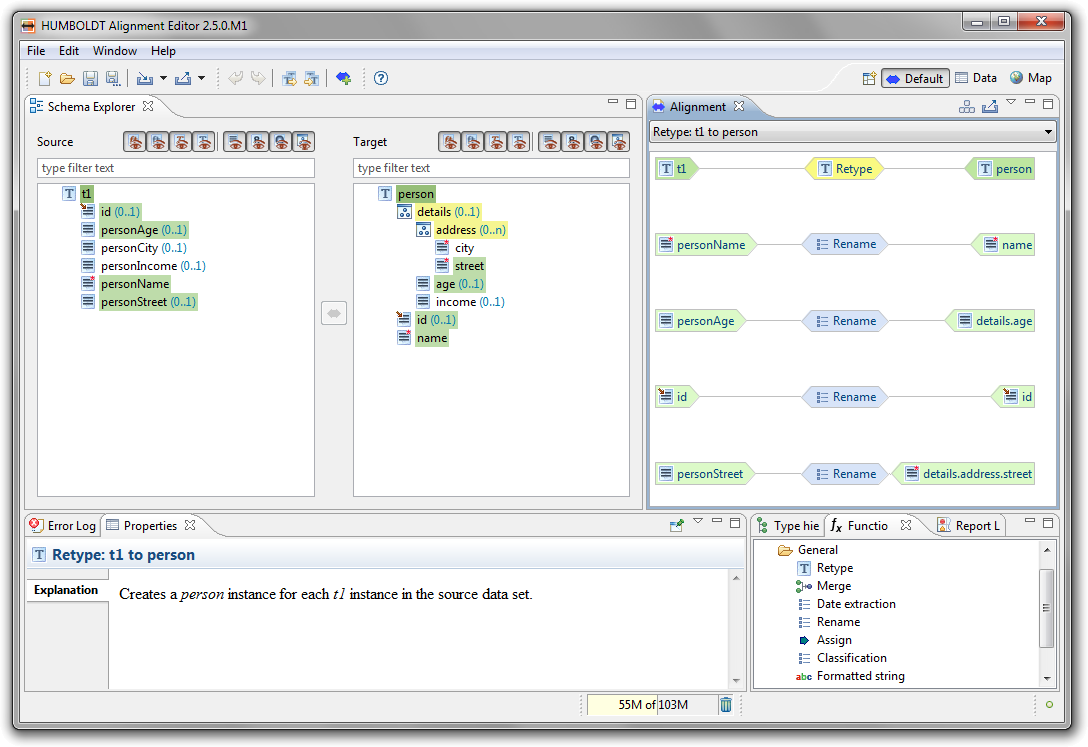 HUMBOLDT Alignment Editor 2.5.0.M1
File Edit Window Help
Default Data Map
Schema Explorer
Source
type filter text
t1
id (0..1)
personAge (0..1)
personCity (0..1)
personIncome (0..1)
personName
personStreet (0..1)
Target
type filter text
person
details (0..1)
address (0..n)
city
street
age (0..1)
income (0..1)
id (0..1)
name
Alignment
Retype: t1 to person
t1 Retype person
personName Rename name
personAge Rename details.age
id Rename id
personStreet Rename details.address.street
Error Log Properties
Retype: t1 to person
Explanation
Creates a person instance for each t1 instance in the source data set.
Type hie fx Functio Report L
General
Retype
Merge
Date extraction
Rename
Assign
Classification
abc Formatted string
55M of 103M